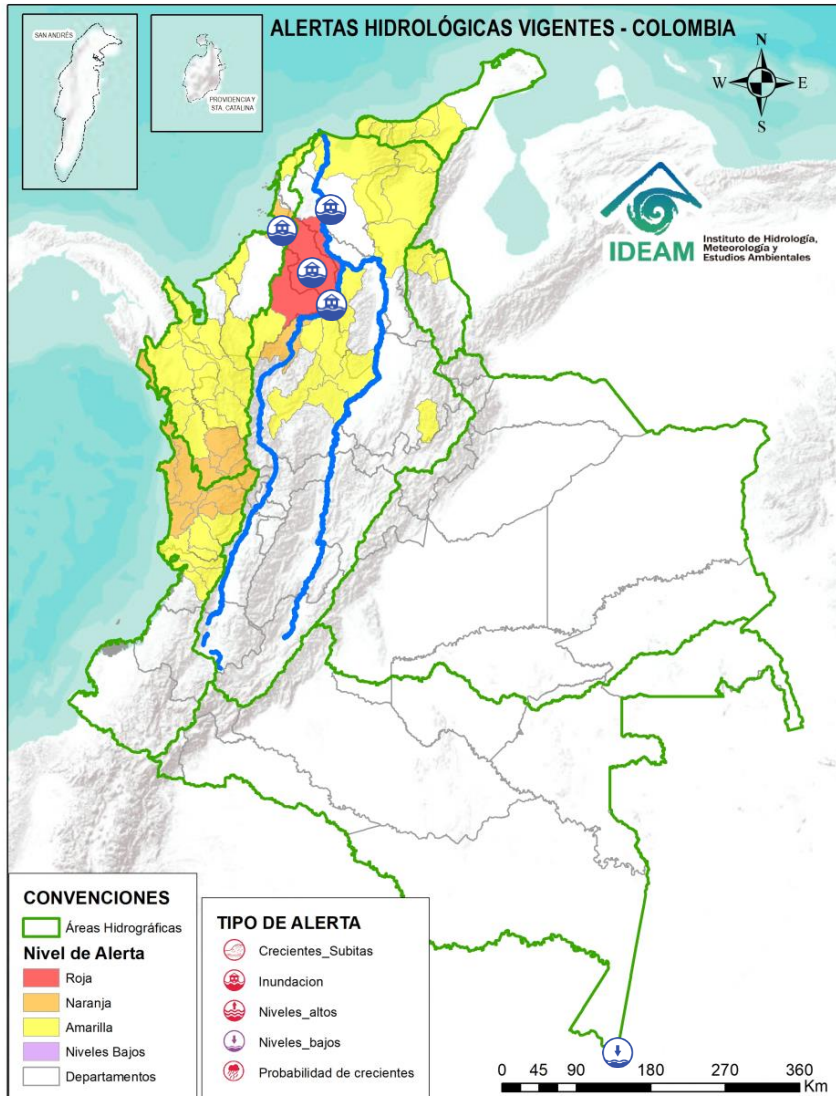 ALERTAS HIDROLÓGICAS VIGENTES - COLOMBIA
SAN ANDRÉS
PROVIDENCIA Y
STA. CATALINA
N
W
E
S
IDEAM
Instituto de Hidrología,
Meteorología y
Estudios Ambientales
CONVENCIONES
Áreas Hidrográficas
Nivel de Alerta
Roja
Naranja
Amarilla
Niveles Bajos
Departamentos
TIPO DE ALERTA
Crecientes_Subitas
Inundacion
Niveles_altos
Niveles_bajos
Probabilidad de crecientes
0 45 90 180 270 360
Km